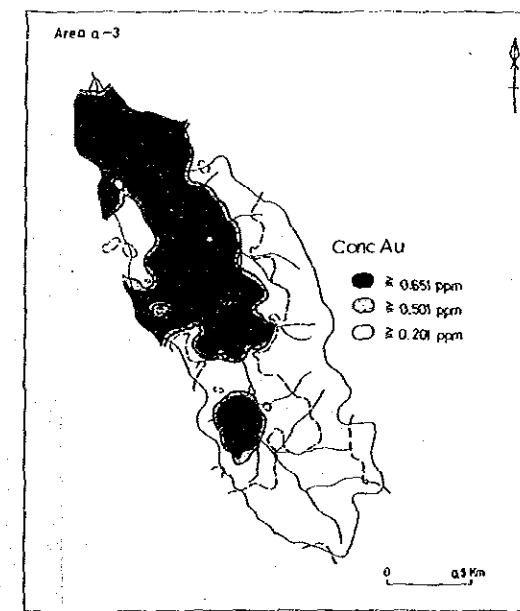 Area a-3
Conc Au
≧ 0.651 ppm
≧ 0.501 ppm
≧ 0.201 ppm
0 0.5 Km